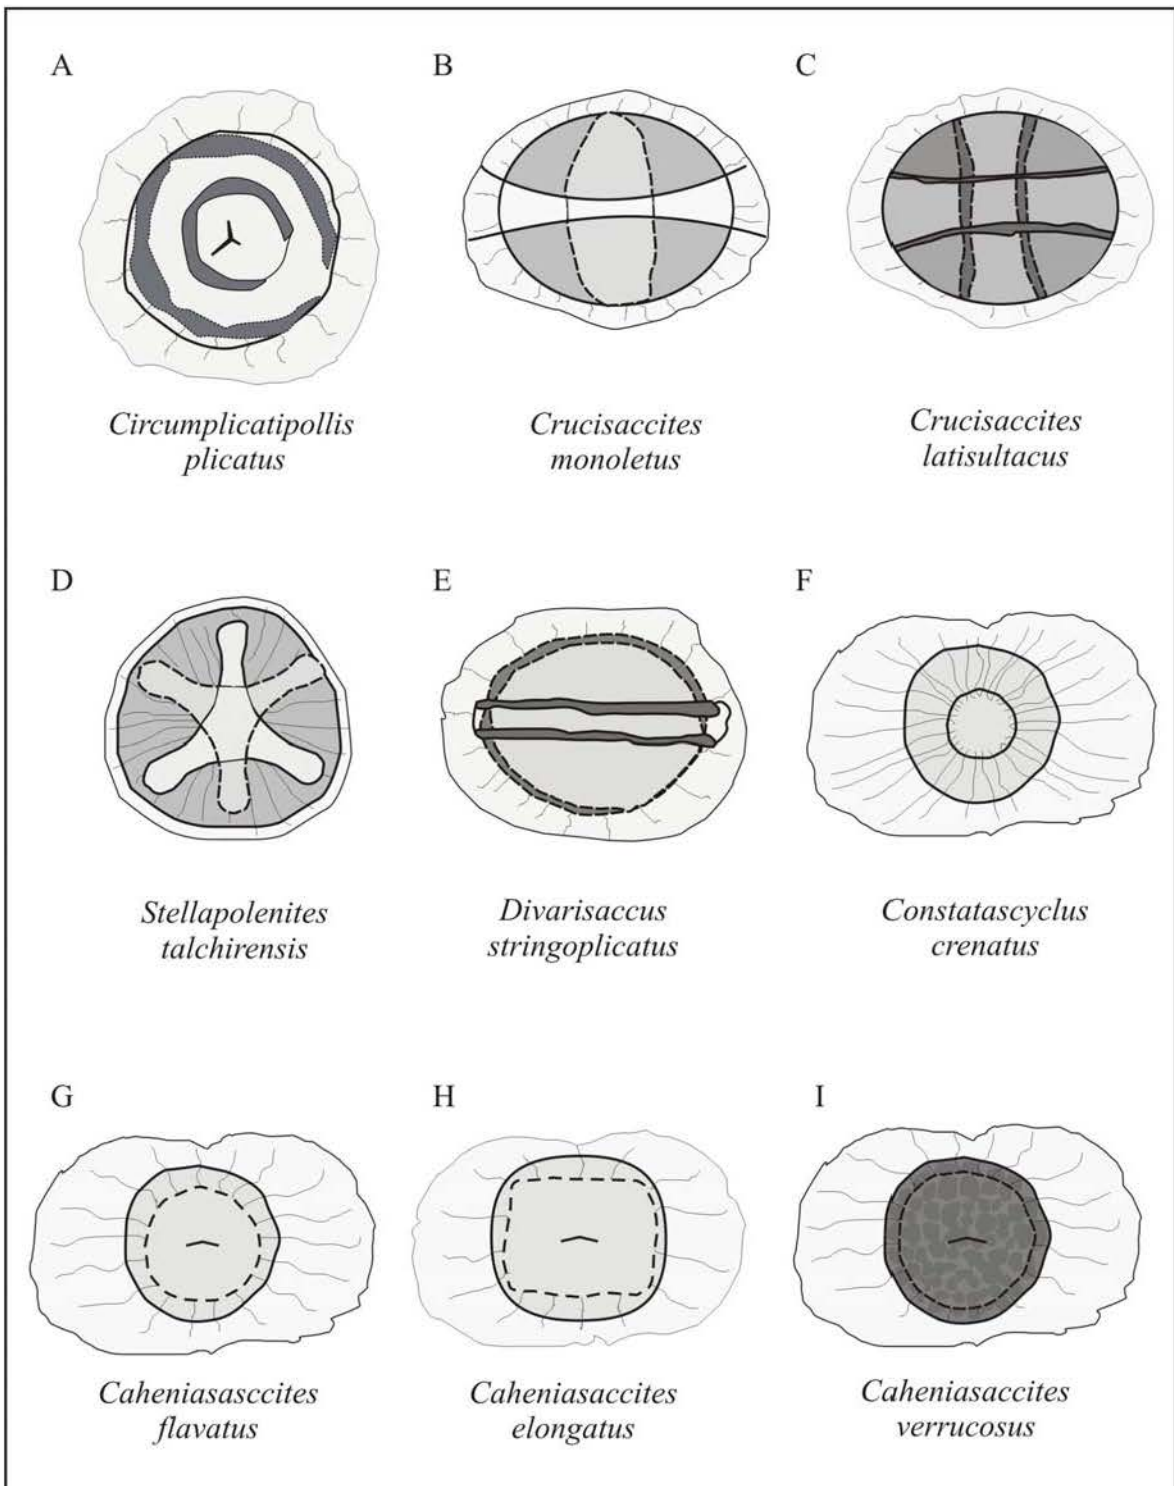 A
B
C
Circumplicatipollis
plicatus
Crucisaccites
monoletus
Crucisaccites
latisultacus
D
E
F
Stellapolenites
talchirensis
Divarisaccus
stringoplicatus
Constatascyclus
crenatus
G
H
I
Caheniasasccites
flavatus
Caheniasaccites
elongatus
Caheniasaccites
verrucosus